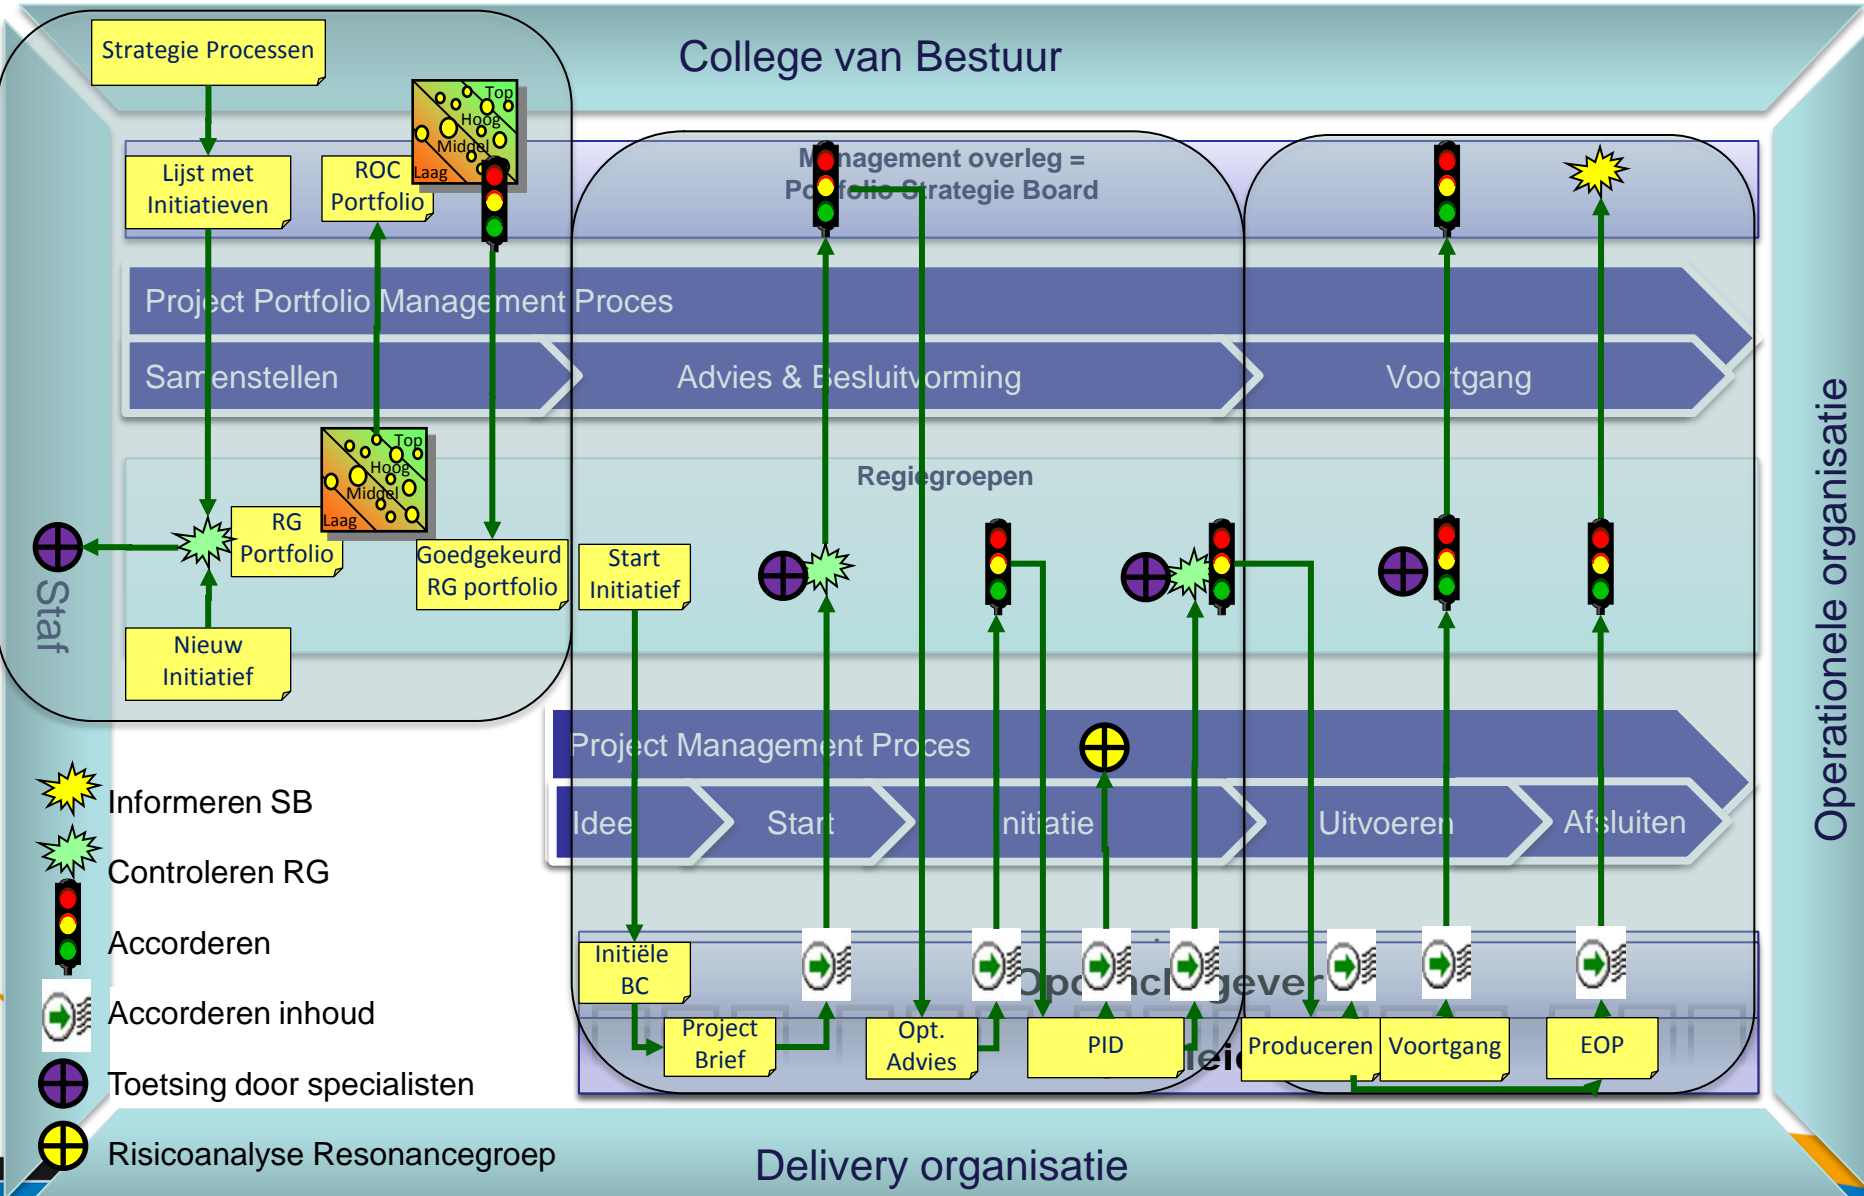 College van Bestuur
Strategie Processen
Top
Hoog
Middel
Laag
Management overleg =
Portfolio Strategie Board
Lijst met
Initiatieven
ROC
Portfolio
Project Portfolio Management Proces
Samenstellen
Advies & Besluitvorming
Voortgang
Top
Hoog
Middel
Laag
Regiegroepen
RG
Portfolio
Goedgekeurd
RG portfolio
Start
Initiatief
Nieuw
Initiatief
Staf
Operationele organisatie
Project Management Proces
Idee
Start
Initiatie
Uitvoeren
Afsluiten
Informeren SB
Controleren RG
Accorderen
Accorderen inhoud
Toetsing door specialisten
Risicoanalyse Resonancegroep
Initiële
BC
Opdrachtgever
Project
Brief
Opt.
Advies
PID
Produceren
Voortgang
EOP
Delivery organisatie